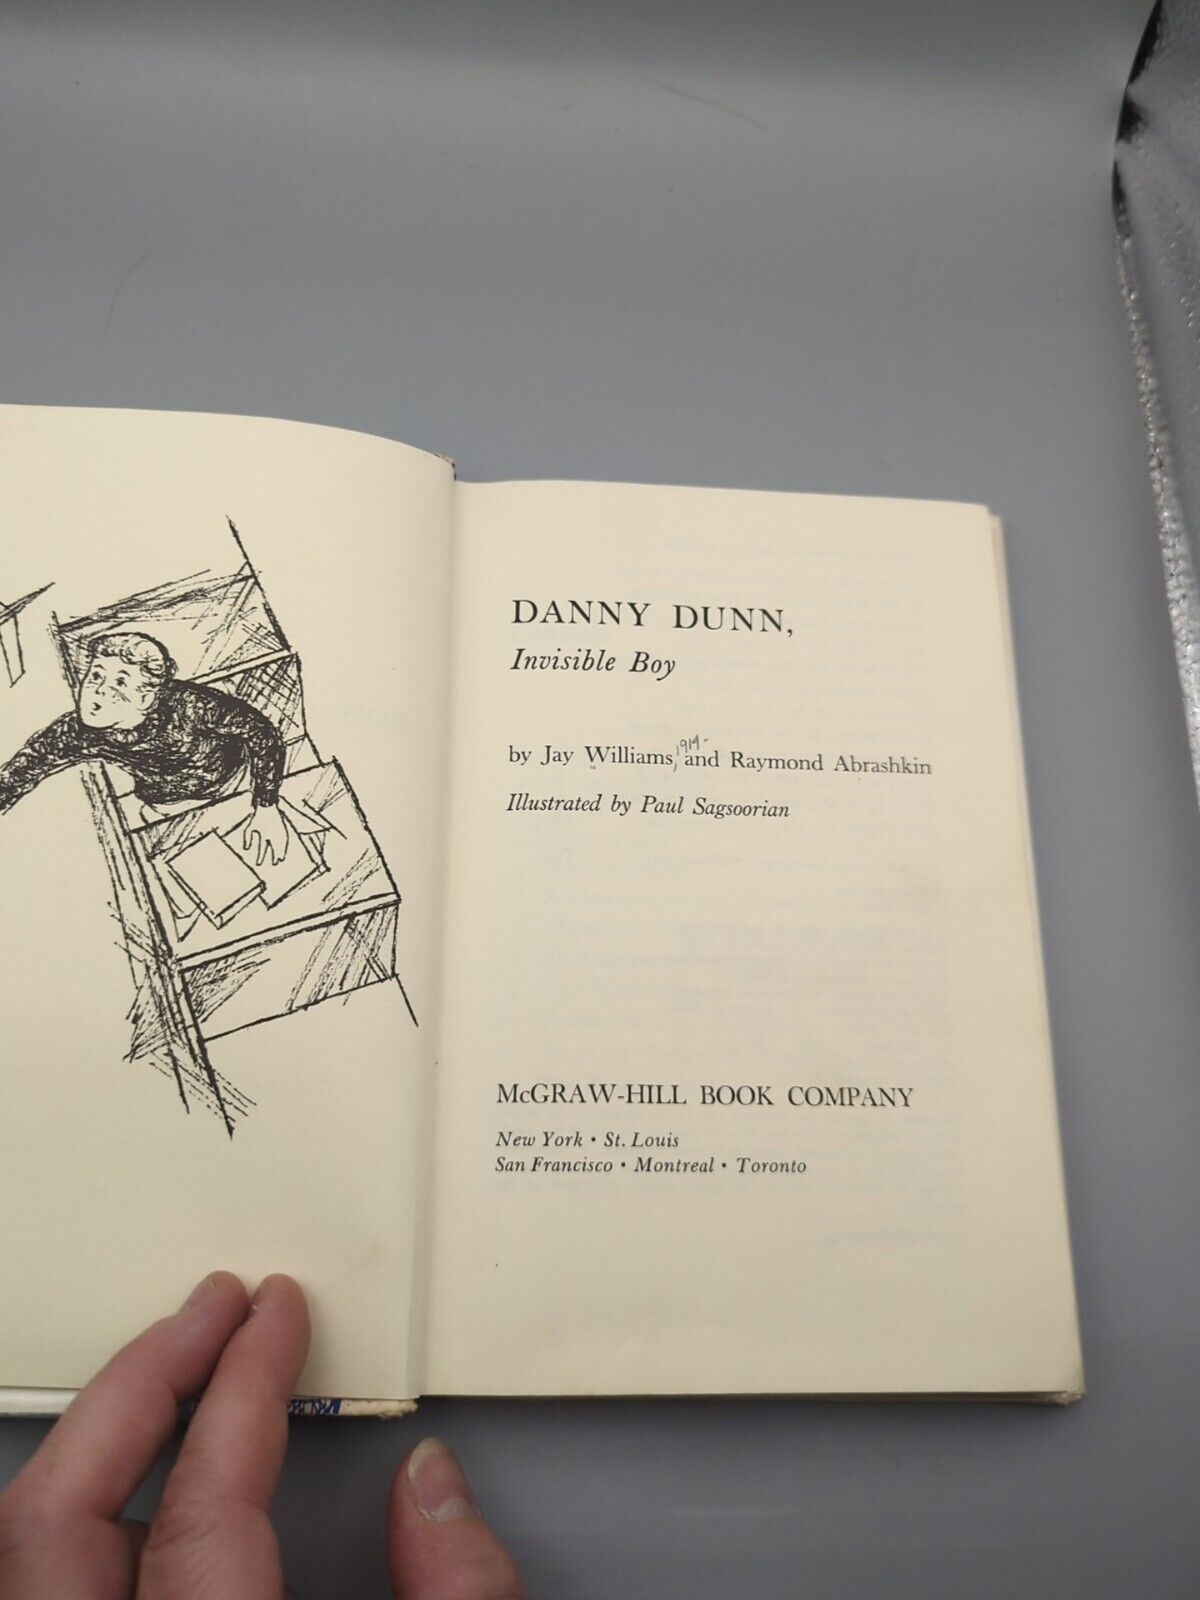 DANNY DUNN,
Invisible Boy
1914-
by Jay Williams, and Raymond Abrashkin
Illustrated by Paul Sagsoorian
McGRAW-HILL BOOK COMPANY
New York • St. Louis
San Francisco • Montreal • Toronto